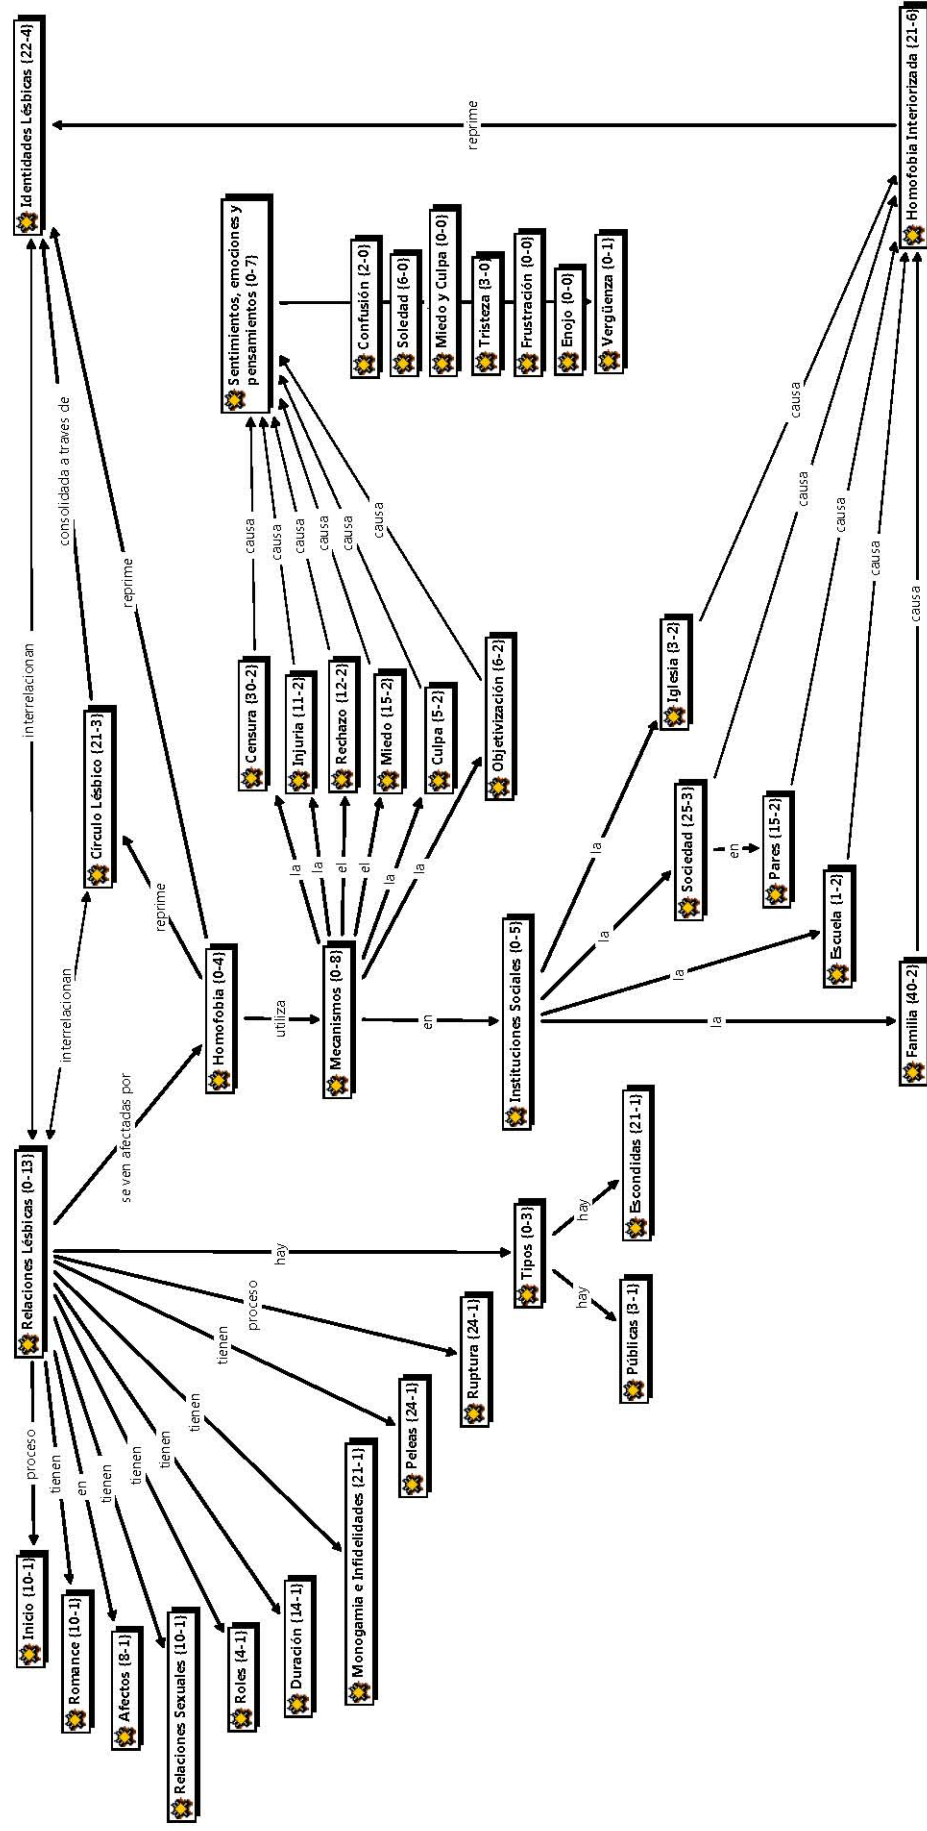 Inicio {10-1}
proceso
Relaciones Lésbicas {0-13}
interrelacionan
Identidades Lésbicas {22-4}
Romance {10-1}
tienen
interrelacionan
Círculo Lésbico {21-3}
consolidada a traves de
Afectos {8-1}
en
se ven afectadas por
reprime
reprime
Relaciones Sexuales {10-1}
tienen
Roles {4-1}
tienen
Homofobia {0-4}
Duración {14-1}
tienen
hay
utiliza
Monogamia e Infidelidades {21-1}
tienen
Mecanismos {0-8}
Peleas {24-1}
tienen
Ruptura {24-1}
proceso
la
la
el
el
la
la
Censura {30-2}
Injuria {11-2}
Rechazo {12-2}
Miedo {15-2}
Culpa {5-2}
Objetivización {6-2}
causa
causa
causa
causa
causa
causa
Sentimientos, emociones y
pensamientos {0-7}
Confusión {2-0}
Soledad {6-0}
Miedo y Culpa {0-0}
Tristeza {3-0}
Frustración {0-0}
Enojo {0-0}
Vergüenza {0-1}
reprime
Tipos {0-3}
hay
hay
Públicas {3-1}
Escondidas {21-1}
en
Instituciones Sociales {0-5}
la
la
la
la
Iglesia {3-2}
Sociedad {25-3}
en
Pares {15-2}
Escuela {1-2}
Familia {40-2}
causa
causa
causa
causa
causa
Homofobia Interiorizada {21-6}